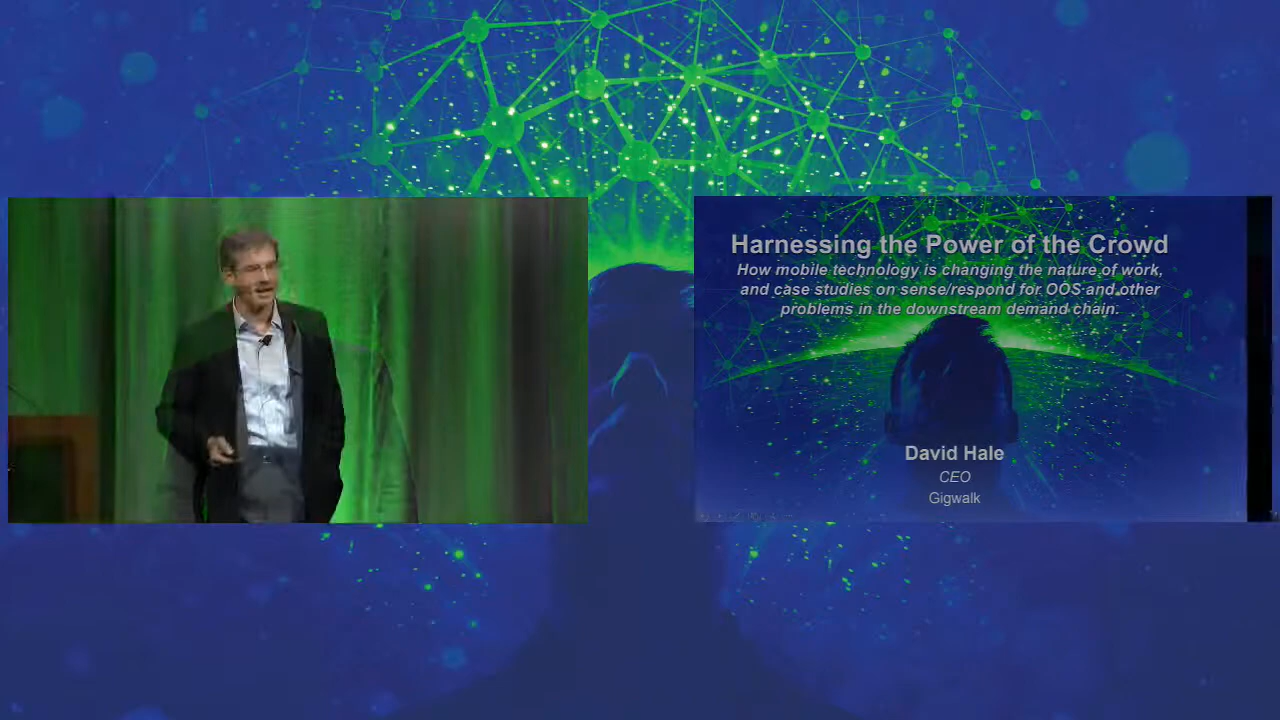 Harnessing the Power of the Crowd
How mobile technology is changing the nature of work,
and case studies on sense/respond for OOS and other
problems in the downstream demand chain.
David Hale
CEO
Gigwalk